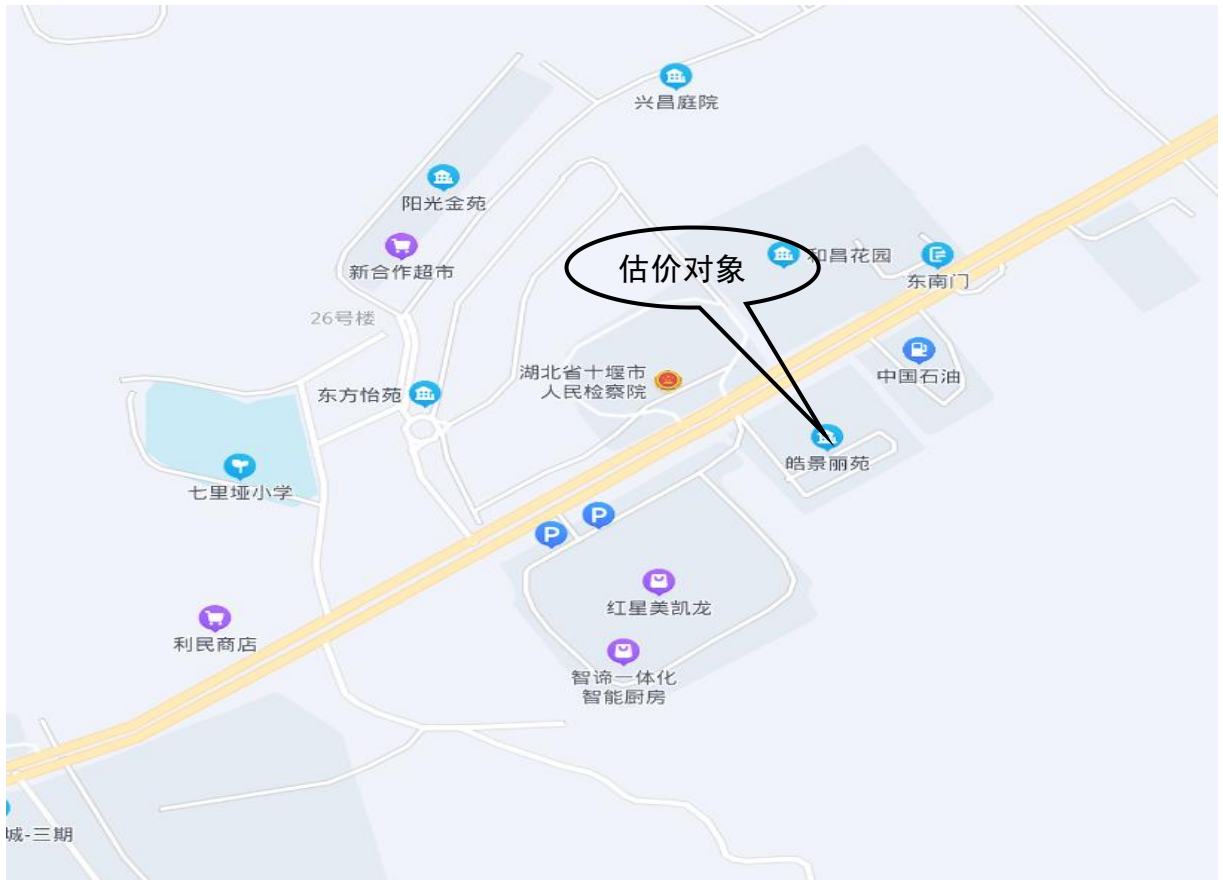 兴昌庭院
阳光金苑
新合作超市
估价对象
和昌花园
东南门
26号楼
湖北省十堰市
人民检察院
中国石油
东方怡苑
皓景丽苑
七里垭小学
P
P
红星美凯龙
利民商店
智谛一体化
智能厨房
城-三期